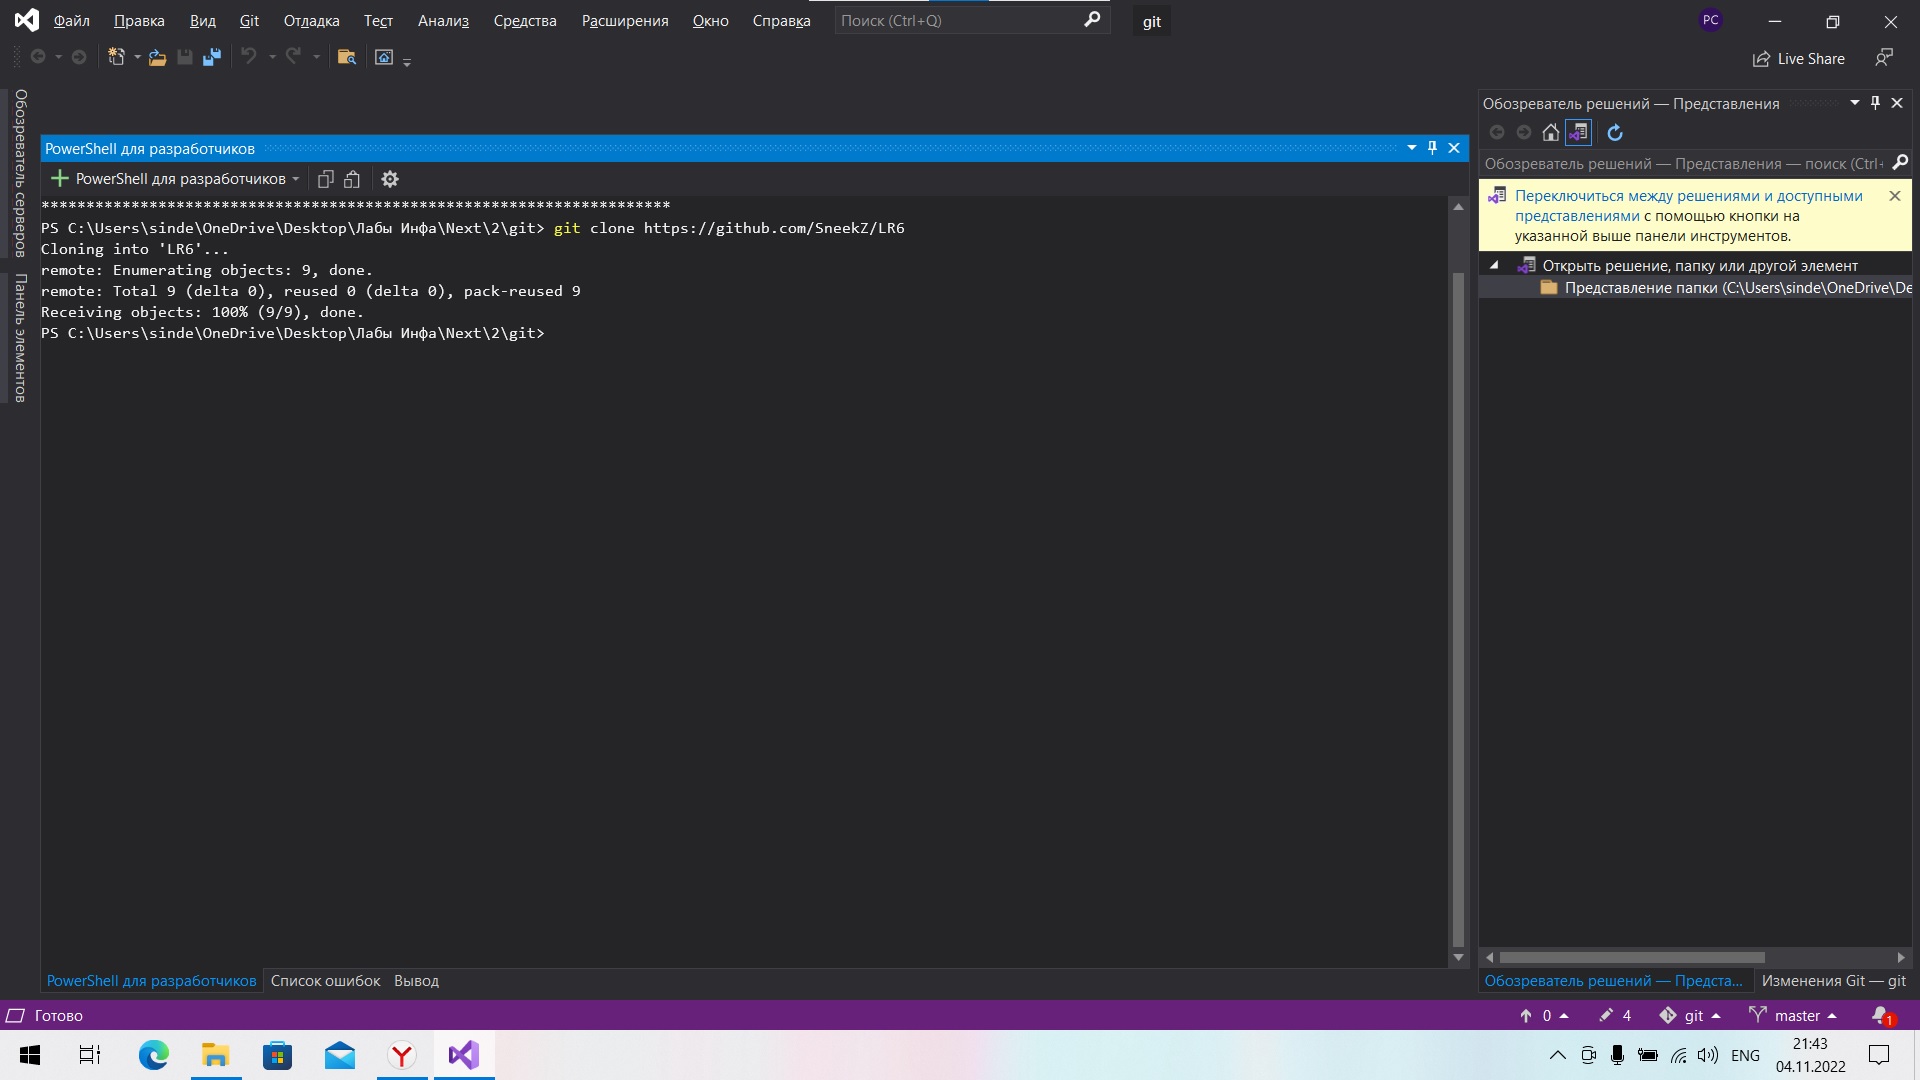 Файл Правка Вид Git Отладка Тест Анализ Средства Расширения Окно Справка Поиск (Ctrl+Q) git PC
Live Share
Обозреватель серверов
Панель элементов
PowerShell для разработчиков
PowerShell для разработчиков
**********************************************************************
PS C:\Users\sinde\OneDrive\Desktop\Лабы Инфа\Next\2\git> git clone https://github.com/SneekZ/LR6
Cloning into 'LR6'...
remote: Enumerating objects: 9, done.
remote: Total 9 (delta 0), reused 0 (delta 0), pack-reused 9
Receiving objects: 100% (9/9), done.
PS C:\Users\sinde\OneDrive\Desktop\Лабы Инфа\Next\2\git>
PowerShell для разработчиков Список ошибок Вывод
Обозреватель решений — Представления
Обозреватель решений — Представления — поиск (Ctrl+
Переключиться между решениями и доступными
представлениями с помощью кнопки на
указанной выше панели инструментов.
Открыть решение, папку или другой элемент
Представление папки (C:\Users\sinde\OneDrive\De
Обозреватель решений — Предста... Изменения Git — git
Готово 0 4 git master 1
ENG 21:43
04.11.2022